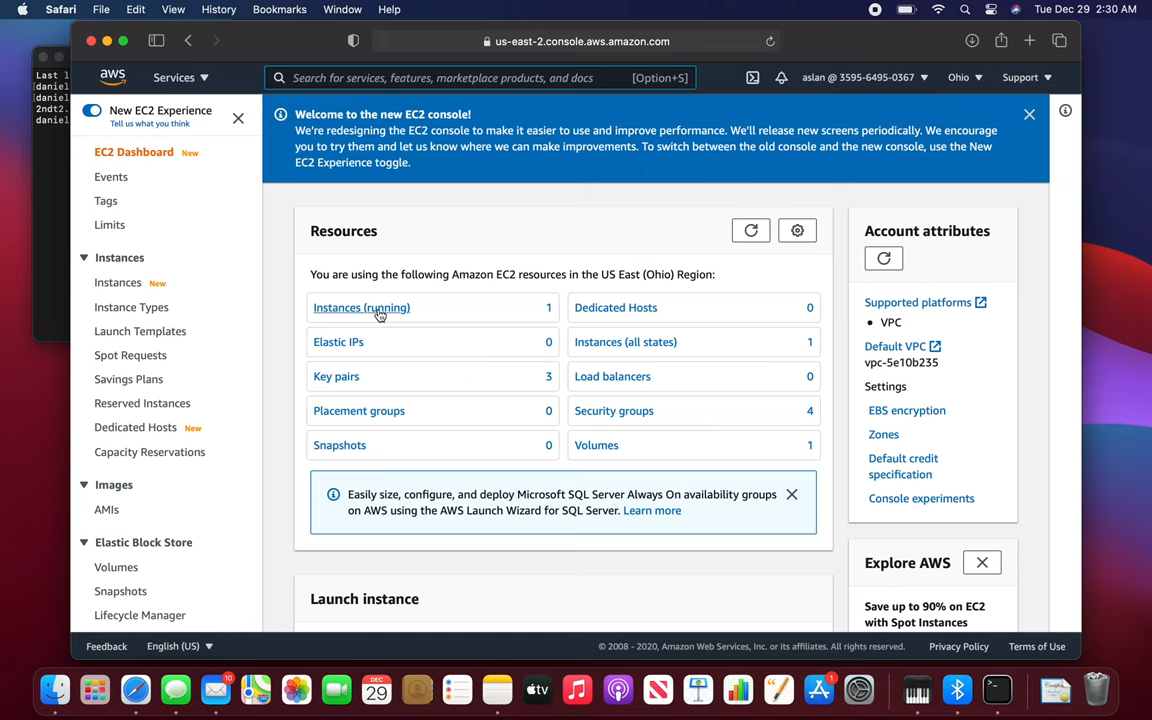 Safari File Edit View History Bookmarks Window Help Tue Dec 29 2:30 AM
us-east-2.console.aws.amazon.com
Last l
daniel
daniel
2ndt2.
daniel
aws Services Search for services, features, marketplace products, and docs [Option+S] aslan @ 3595-6495-0367 Ohio Support
New EC2 Experience
Tell us what you think
EC2 Dashboard New
Events
Tags
Limits
Instances
Instances New
Instance Types
Launch Templates
Spot Requests
Savings Plans
Reserved Instances
Dedicated Hosts New
Capacity Reservations
Images
AMIs
Elastic Block Store
Volumes
Snapshots
Lifecycle Manager
Welcome to the new EC2 console!
We're redesigning the EC2 console to make it easier to use and improve performance. We'll release new screens periodically. We encourage
you to try them and let us know where we can make improvements. To switch between the old console and the new console, use the New
EC2 Experience toggle.
Resources
You are using the following Amazon EC2 resources in the US East (Ohio) Region:
Instances (running) 1 Dedicated Hosts 0
Elastic IPs 0 Instances (all states) 1
Key pairs 3 Load balancers 0
Placement groups 0 Security groups 4
Snapshots 0 Volumes 1
Easily size, configure, and deploy Microsoft SQL Server Always On availability groups
on AWS using the AWS Launch Wizard for SQL Server. Learn more
Launch instance
Account attributes
Supported platforms
• VPC
Default VPC
vpc-5e10b235
Settings
EBS encryption
Zones
Default credit
specification
Console experiments
Explore AWS
Save up to 90% on EC2
with Spot Instances
Feedback English (US) © 2008 - 2020, Amazon Web Services, Inc. or its affiliates. All rights reserved. Privacy Policy Terms of Use
10
DEC
29
tv
1